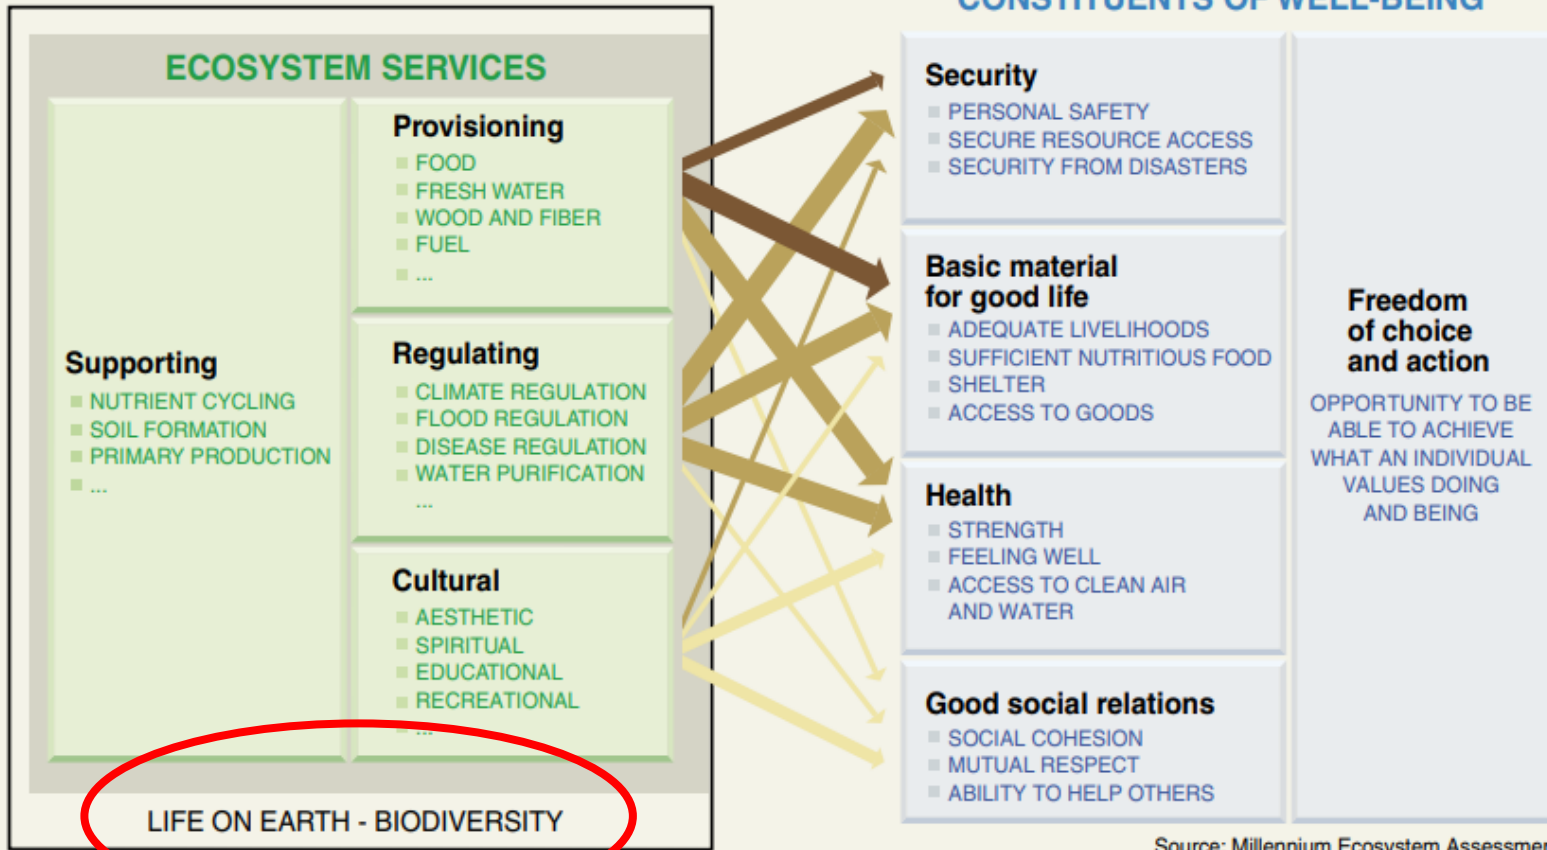 CONSTITUENTS OF WELL-BEING
ECOSYSTEM SERVICES
Supporting
NUTRIENT CYCLING
SOIL FORMATION
PRIMARY PRODUCTION
...
Provisioning
FOOD
FRESH WATER
WOOD AND FIBER
FUEL
...
Regulating
CLIMATE REGULATION
FLOOD REGULATION
DISEASE REGULATION
WATER PURIFICATION
...
Cultural
AESTHETIC
SPIRITUAL
EDUCATIONAL
RECREATIONAL
...
LIFE ON EARTH - BIODIVERSITY
Security
PERSONAL SAFETY
SECURE RESOURCE ACCESS
SECURITY FROM DISASTERS
Basic material
for good life
ADEQUATE LIVELIHOODS
SUFFICIENT NUTRITIOUS FOOD
SHELTER
ACCESS TO GOODS
Health
STRENGTH
FEELING WELL
ACCESS TO CLEAN AIR
AND WATER
Good social relations
SOCIAL COHESION
MUTUAL RESPECT
ABILITY TO HELP OTHERS
Freedom
of choice
and action
OPPORTUNITY TO BE
ABLE TO ACHIEVE
WHAT AN INDIVIDUAL
VALUES DOING
AND BEING
Source: Millennium Ecosystem Assessmen